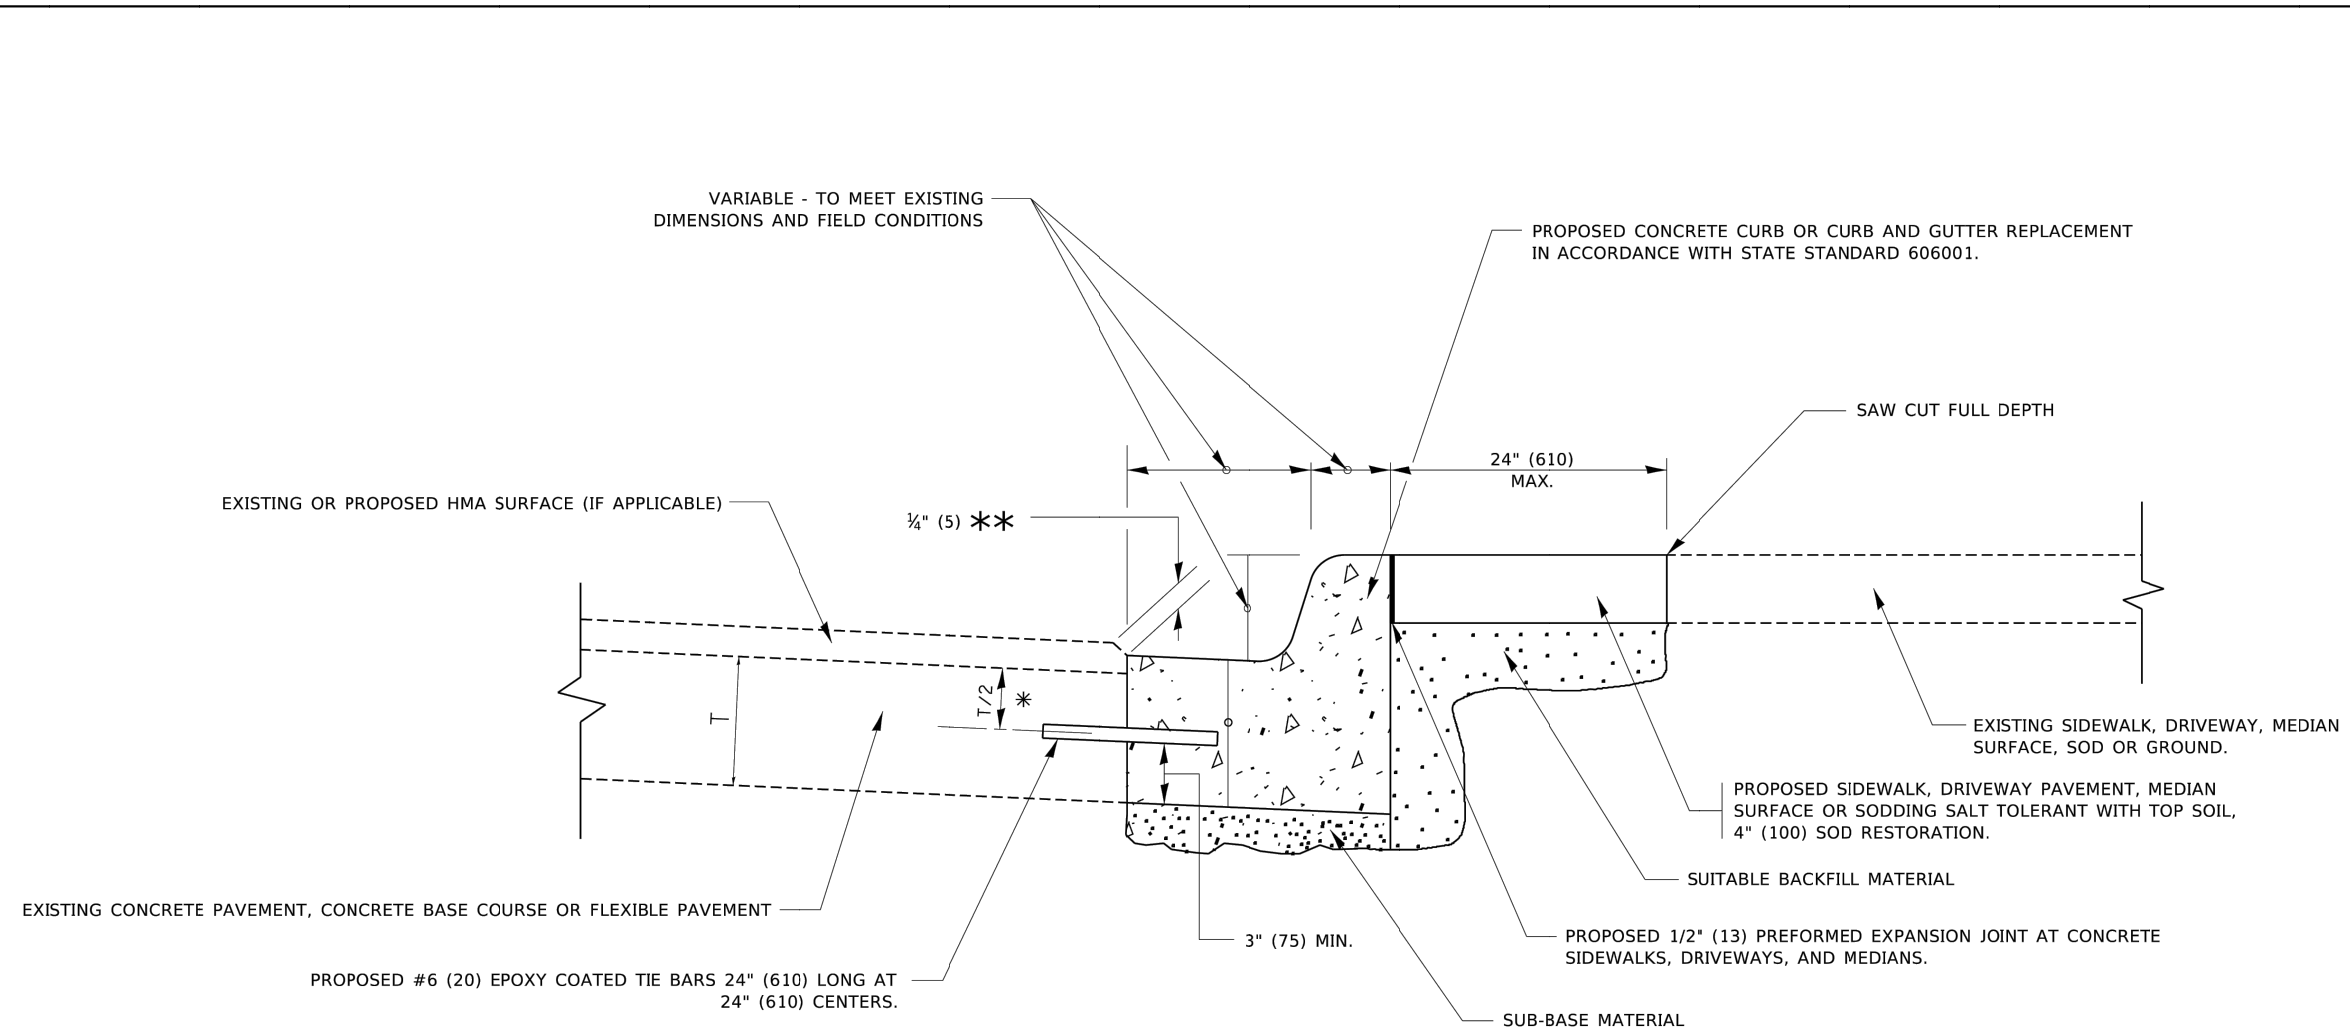 VARIABLE - TO MEET EXISTING
DIMENSIONS AND FIELD CONDITIONS
PROPOSED CONCRETE CURB OR CURB AND GUTTER REPLACEMENT
IN ACCORDANCE WITH STATE STANDARD 606001.
SAW CUT FULL DEPTH
24" (610)
MAX.
EXISTING OR PROPOSED HMA SURFACE (IF APPLICABLE)
¼" (5) **
T/2 *
T
EXISTING SIDEWALK, DRIVEWAY, MEDIAN
SURFACE, SOD OR GROUND.
PROPOSED SIDEWALK, DRIVEWAY PAVEMENT, MEDIAN
SURFACE OR SODDING SALT TOLERANT WITH TOP SOIL,
4" (100) SOD RESTORATION.
SUITABLE BACKFILL MATERIAL
EXISTING CONCRETE PAVEMENT, CONCRETE BASE COURSE OR FLEXIBLE PAVEMENT
3" (75) MIN.
PROPOSED 1/2" (13) PREFORMED EXPANSION JOINT AT CONCRETE
SIDEWALKS, DRIVEWAYS, AND MEDIANS.
PROPOSED #6 (20) EPOXY COATED TIE BARS 24" (610) LONG AT
24" (610) CENTERS.
SUB-BASE MATERIAL